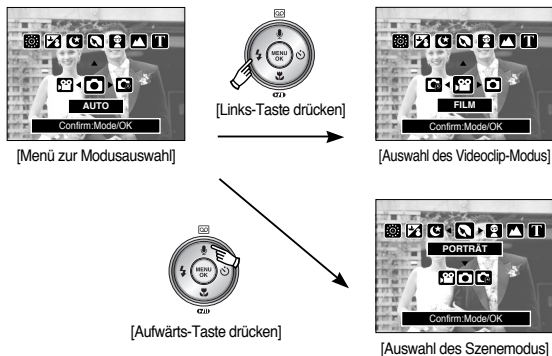 AUTO
Confirm:Mode/OK
[Menü zur Modusauswahl]
MENU
OK
[Links-Taste drücken]
T
FILM
Confirm:Mode/OK
[Auswahl des Videoclip-Modus]
MENU
OK
[Aufwärts-Taste drücken]
T
PORTRÄT
Confirm:Mode/OK
[Auswahl des Szenemodus]
T